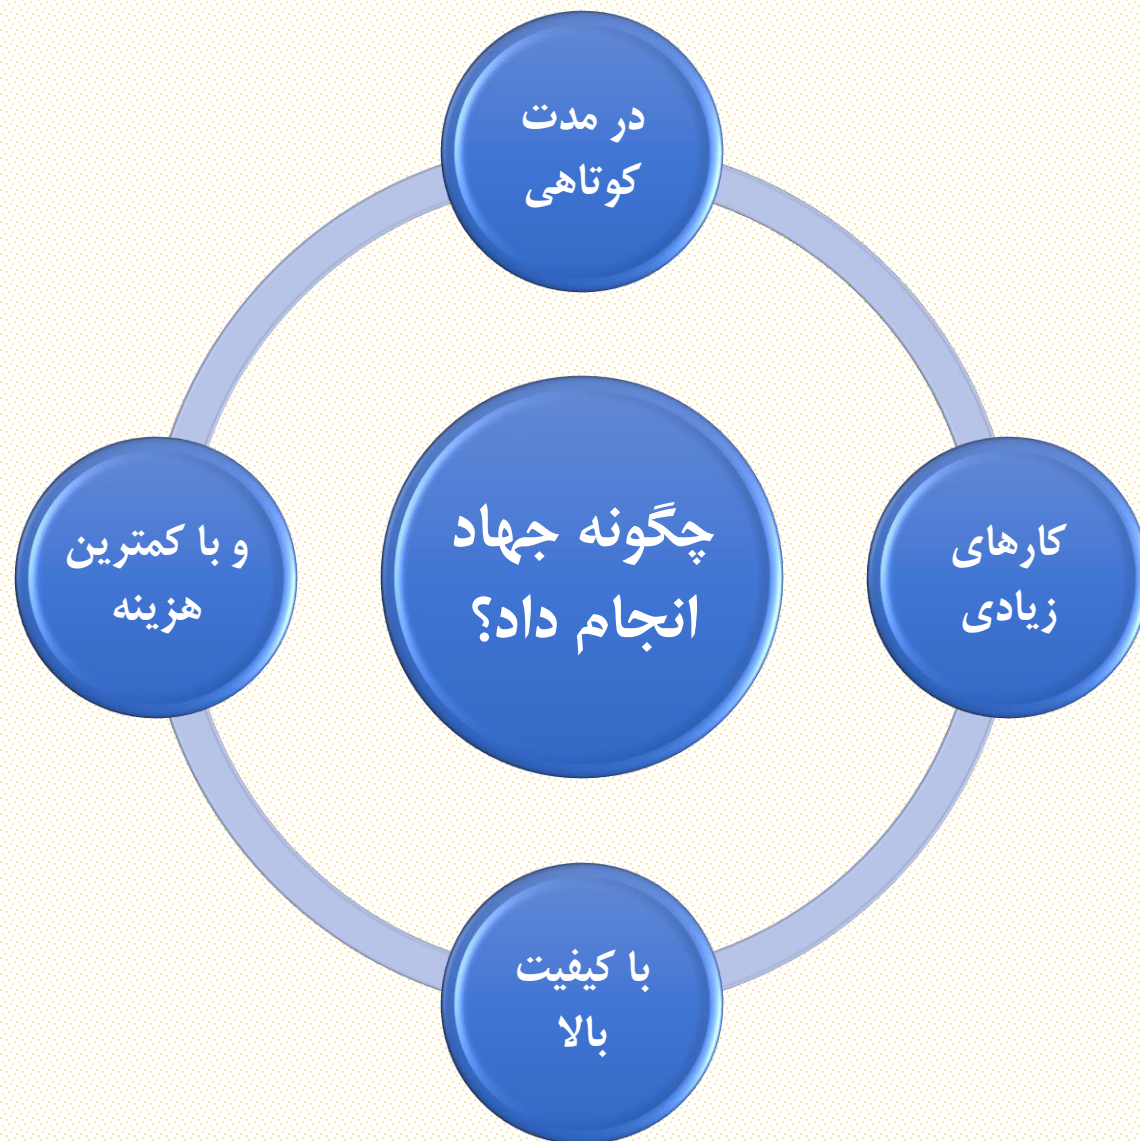 در مدت
کوتاهی
کارهای
زیادی
با کیفیت
بالا
و با کمترین
هزینه
چگونه جهاد
انجام داد؟